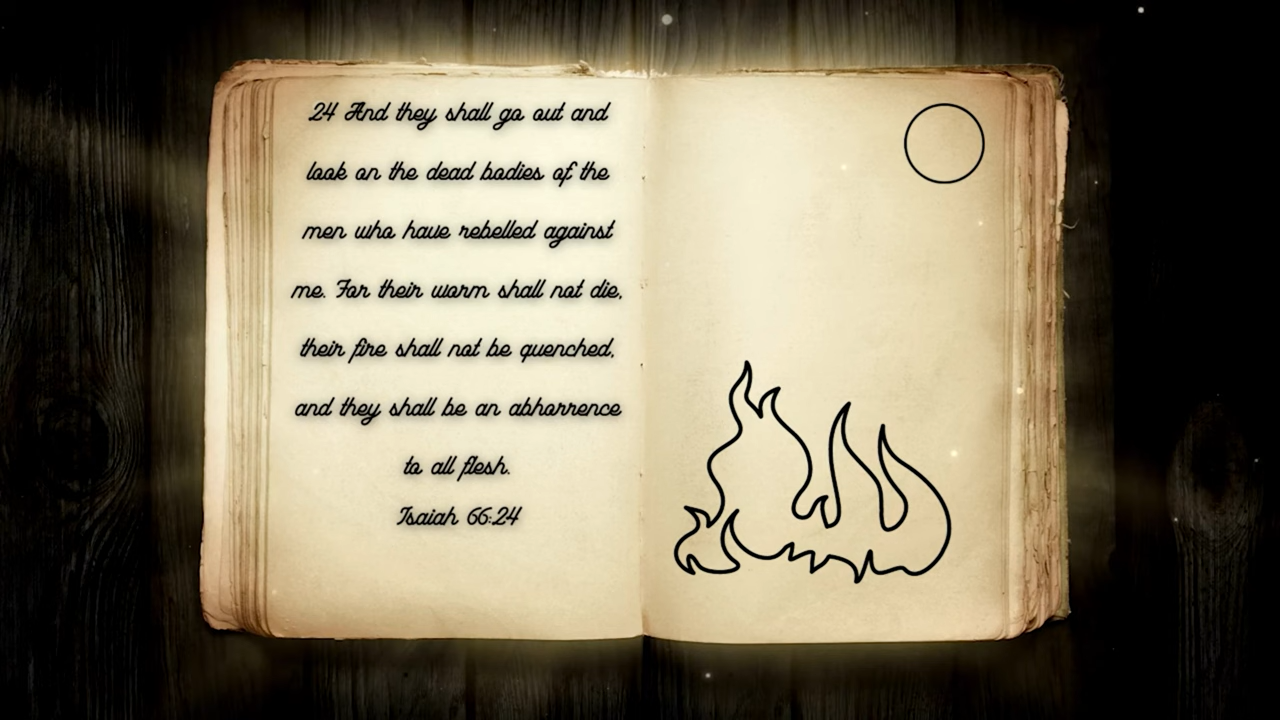 24 And they shall go out and
look on the dead bodies of the
men who have rebelled against
me. For their worm shall not die,
their fire shall not be quenched,
and they shall be an abhorrence
to all flesh.
Isaiah 66:24